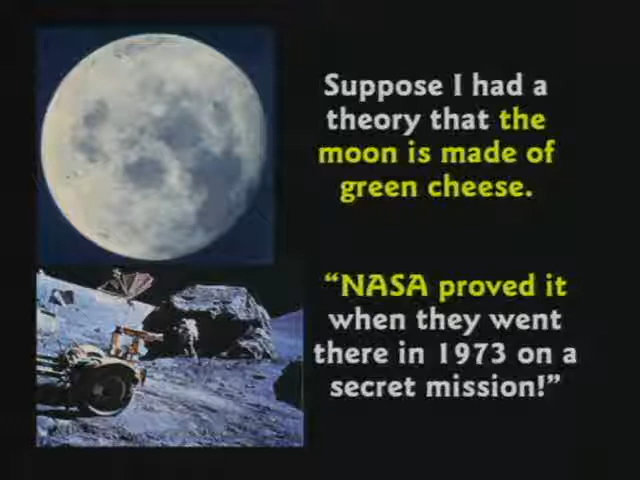 Suppose I had a
theory that the
moon is made of
green cheese.
“NASA proved it
when they went
there in 1973 on a
secret mission!”